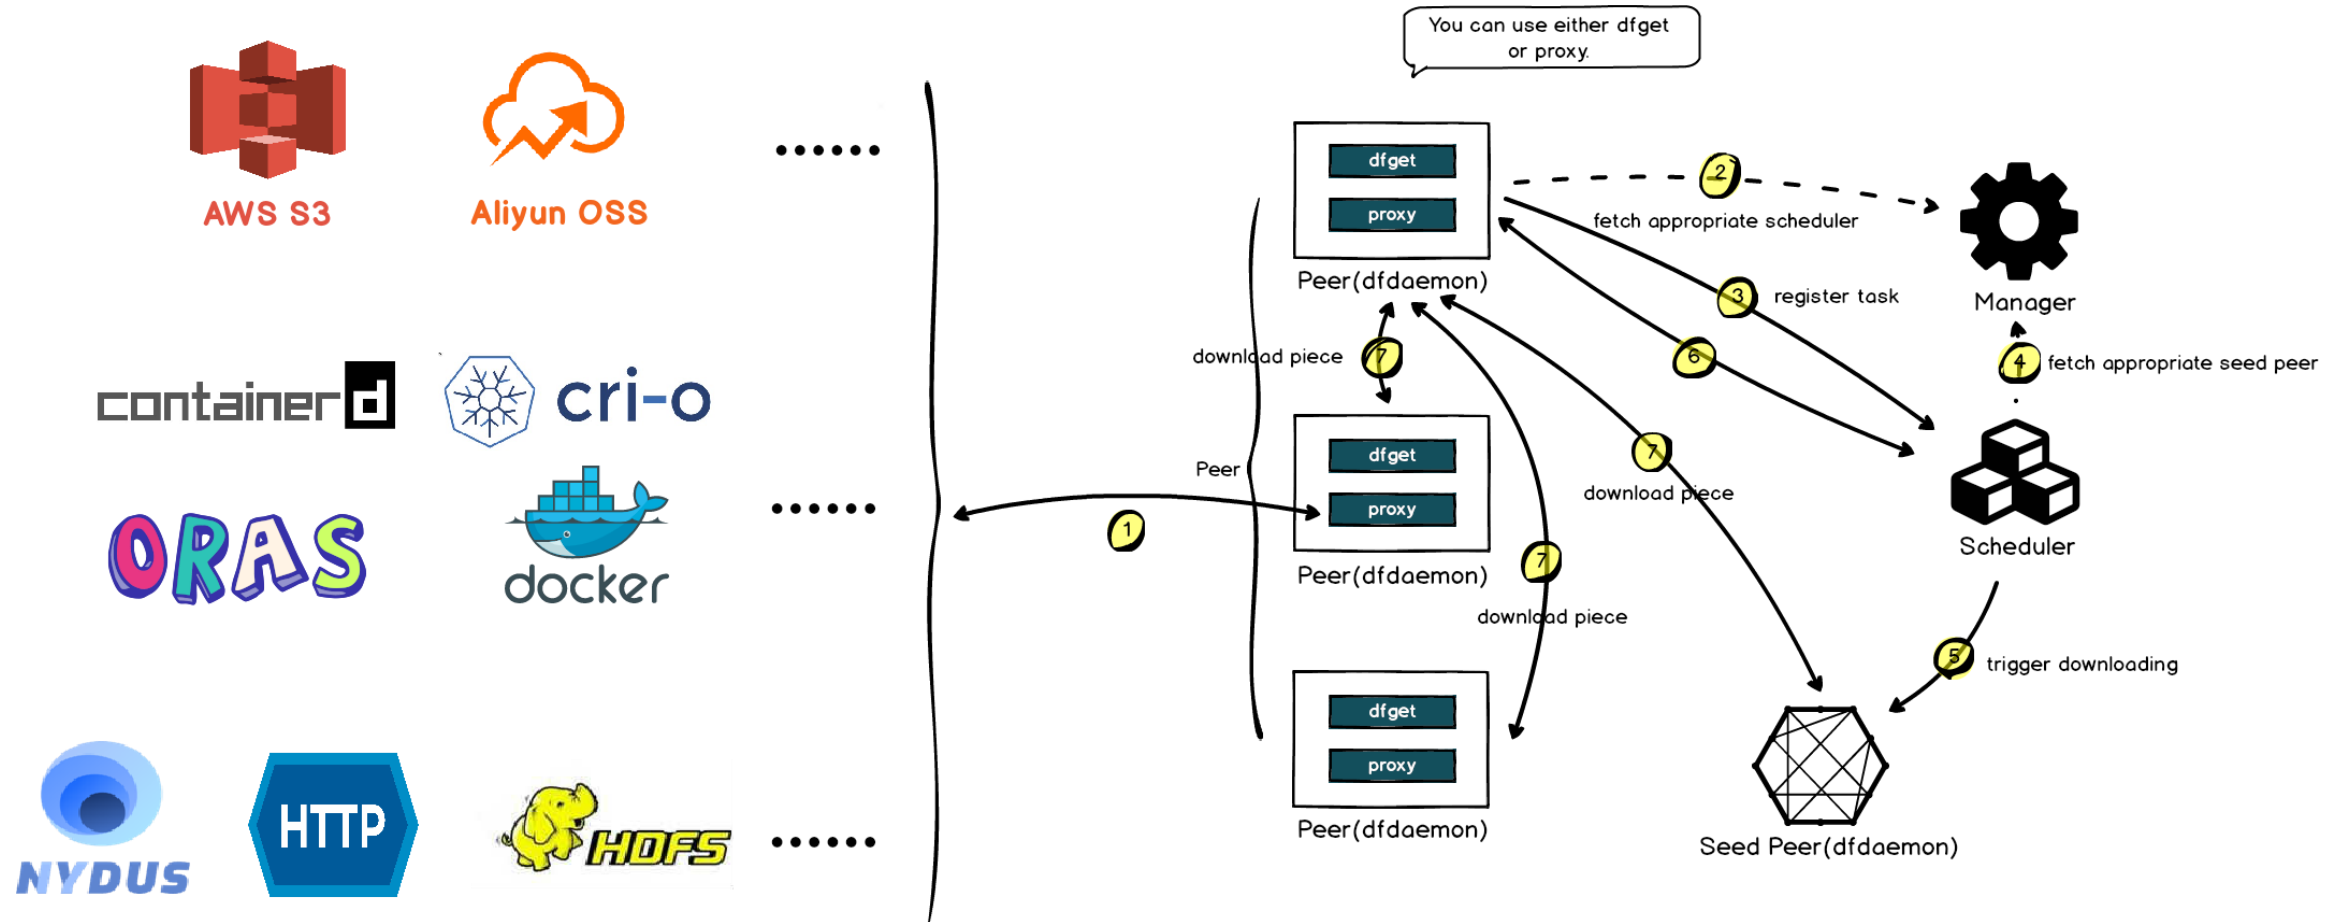 You can use either dfget
or proxy.
AWS S3
Aliyun OSS
......
dfget
proxy
Peer(dfdaemon)
2
fetch appropriate scheduler
Manager
3
register task
containerd
cri-o
download piece
7
6
4
fetch appropriate seed peer
ORAS
docker
......
1
Peer
dfget
proxy
Peer(dfdaemon)
7
download piece
7
download piece
Scheduler
5
trigger downloading
NYDUS
HTTP
HDFS
......
dfget
proxy
Peer(dfdaemon)
Seed Peer(dfdaemon)